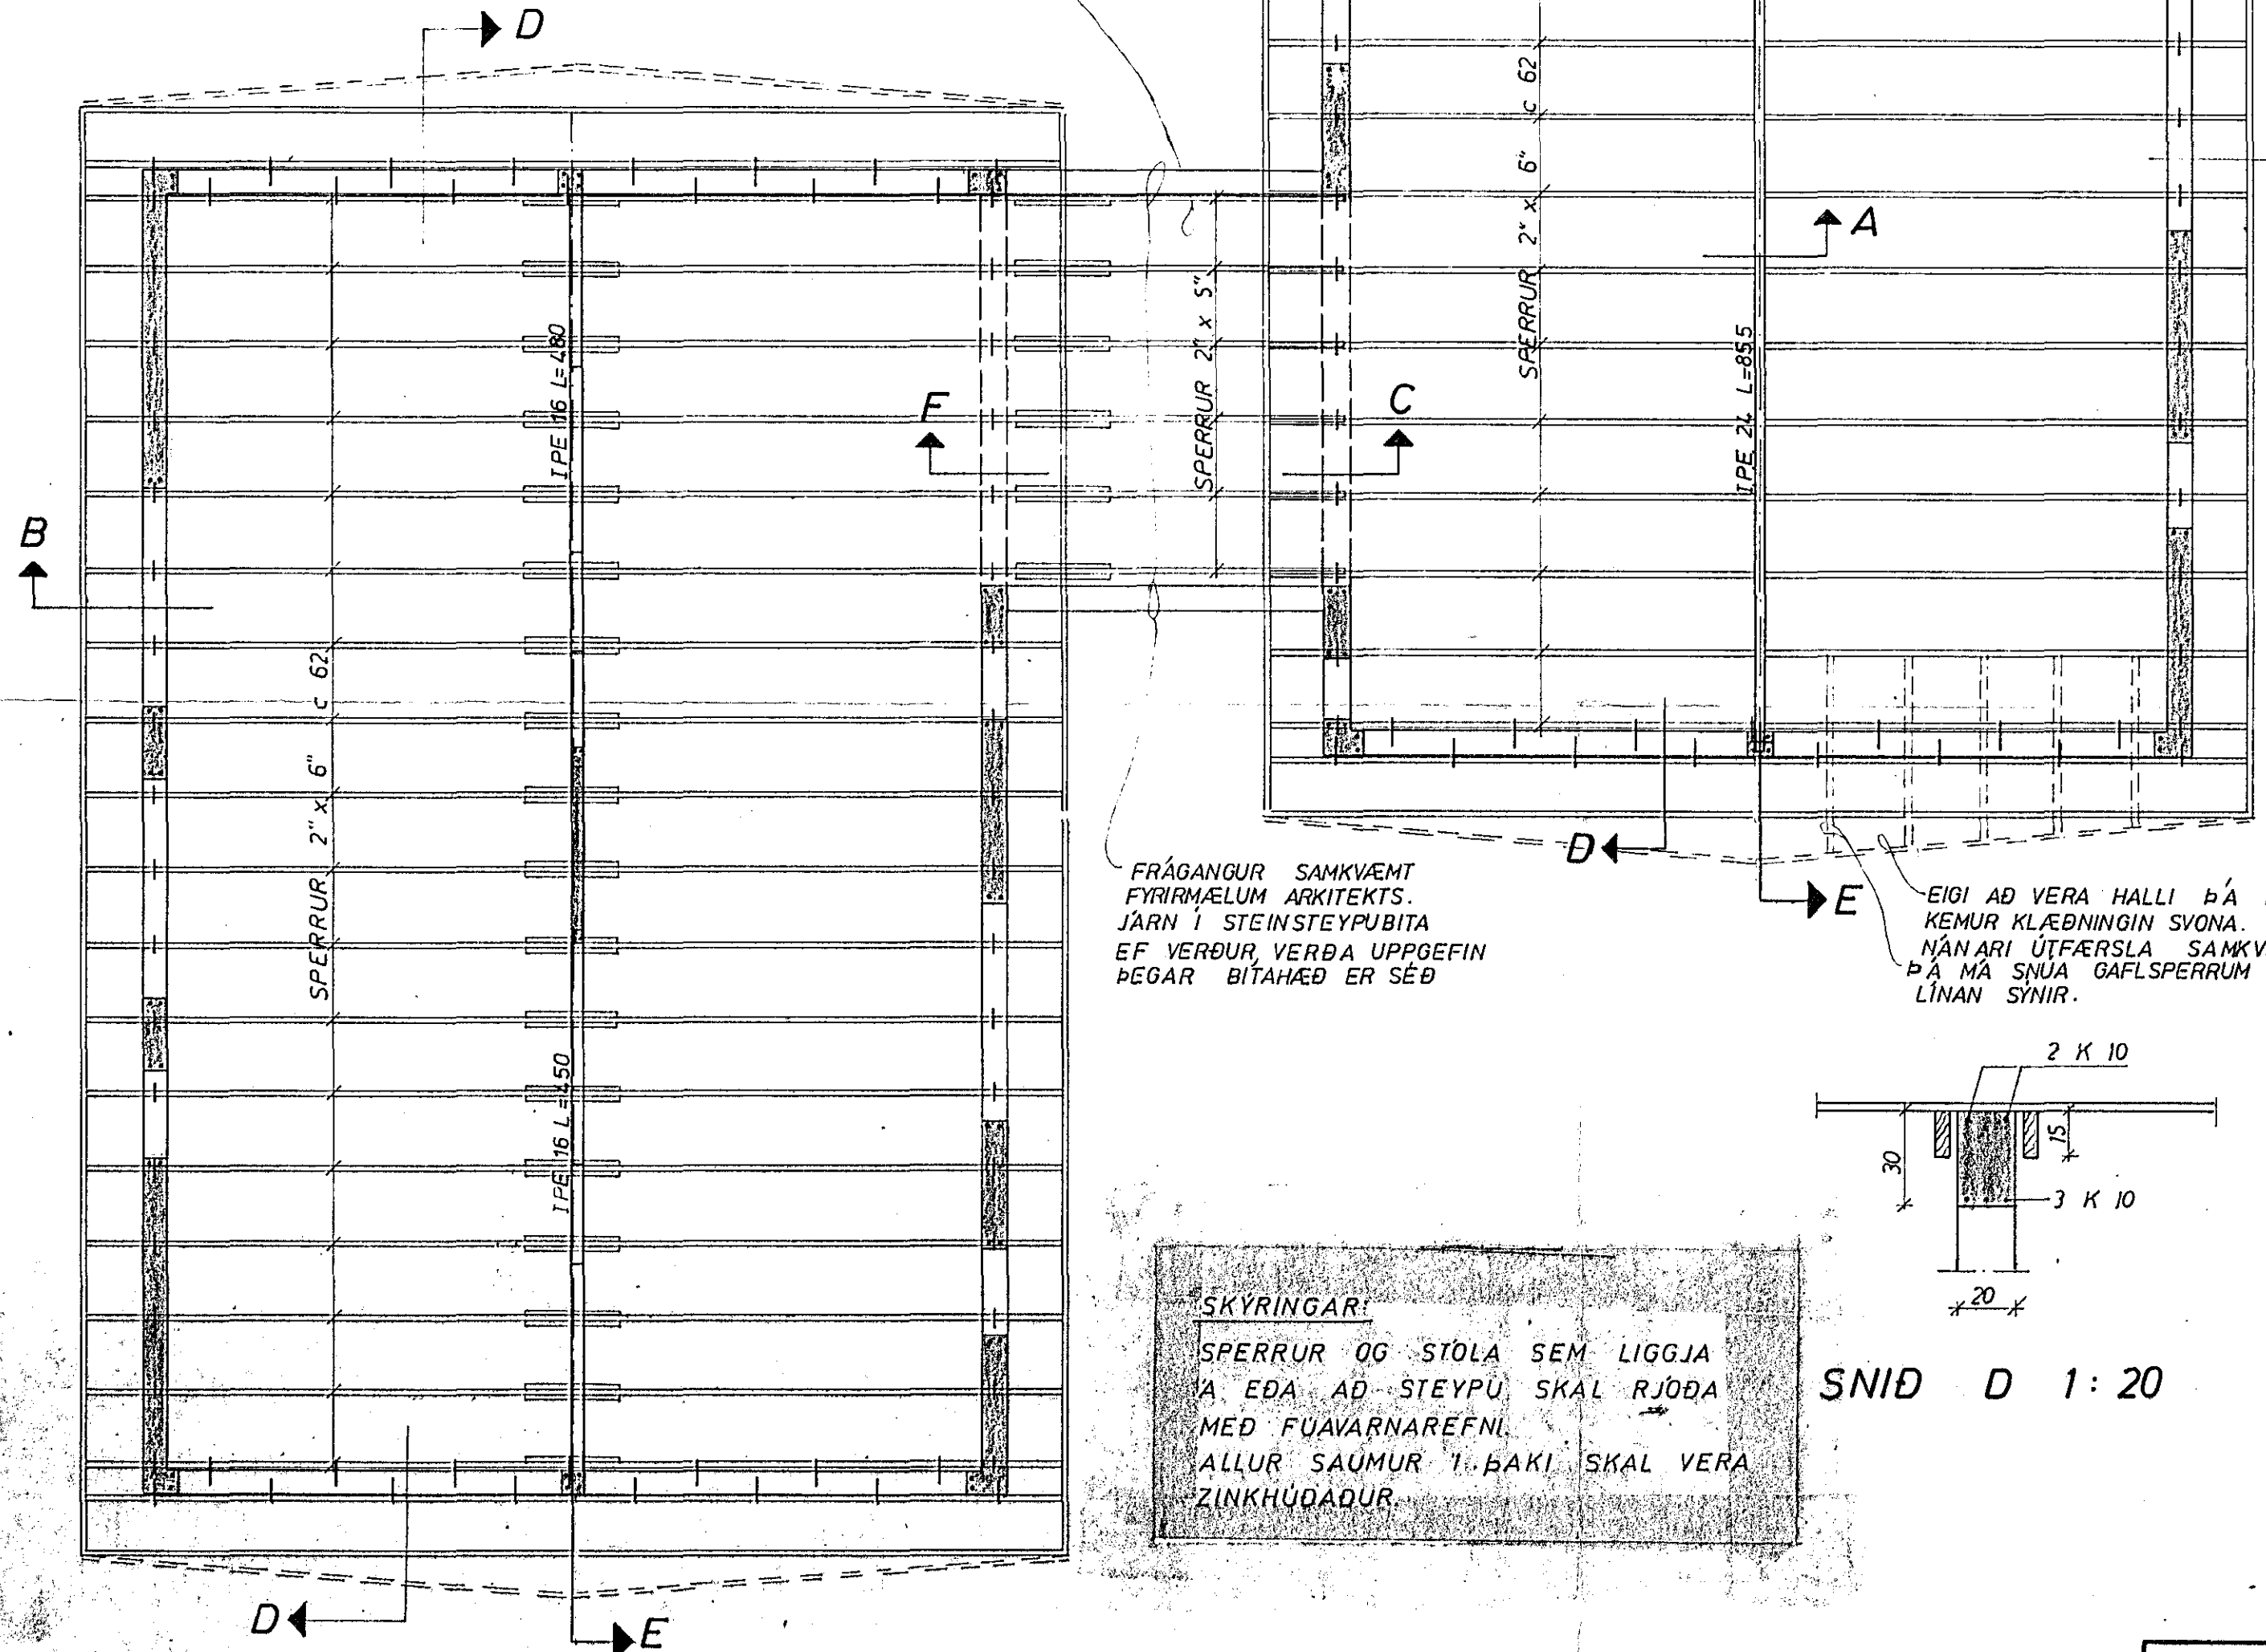 D
B
F
C
A
SPERRUR 2" x 6" c 62
SPERRUR 2" x 6" c 62
SPERRUR 2" x 5"
IPE 16 L=480
IPE 16 L=450
IPE 24 L=855
D
E
D
E
FRÁGANGUR SAMKVÆMT
FYRIRMÆLUM ARKITEKTS.
JÁRN Í STEINSTEYPUBITA
EF VERÐUR, VERÐA UPPGEFIN
ÞEGAR BITAHÆÐ ER SÉÐ
EIGI AÐ VERA HALLI ÞÁ
KEMUR KLÆÐNINGIN SVONA.
NÁNARI ÚTFÆRSLA SAMKV
ÞÁ MÁ SNÚA GAFLSPERRUM
LÍNAN SÝNIR.
2 K 10
30
15
3 K 10
20
SNIÐ D 1:20
SKÝRINGAR:
SPERRUR OG STÓLA SEM LIGGJA
Á EÐA AÐ STEYPU SKAL RJÓÐA
MEÐ FÚAVARNAREFNI.
ALLUR SAUMUR Í ÞAKI SKAL VERA
ZINKHÚÐAÐUR.